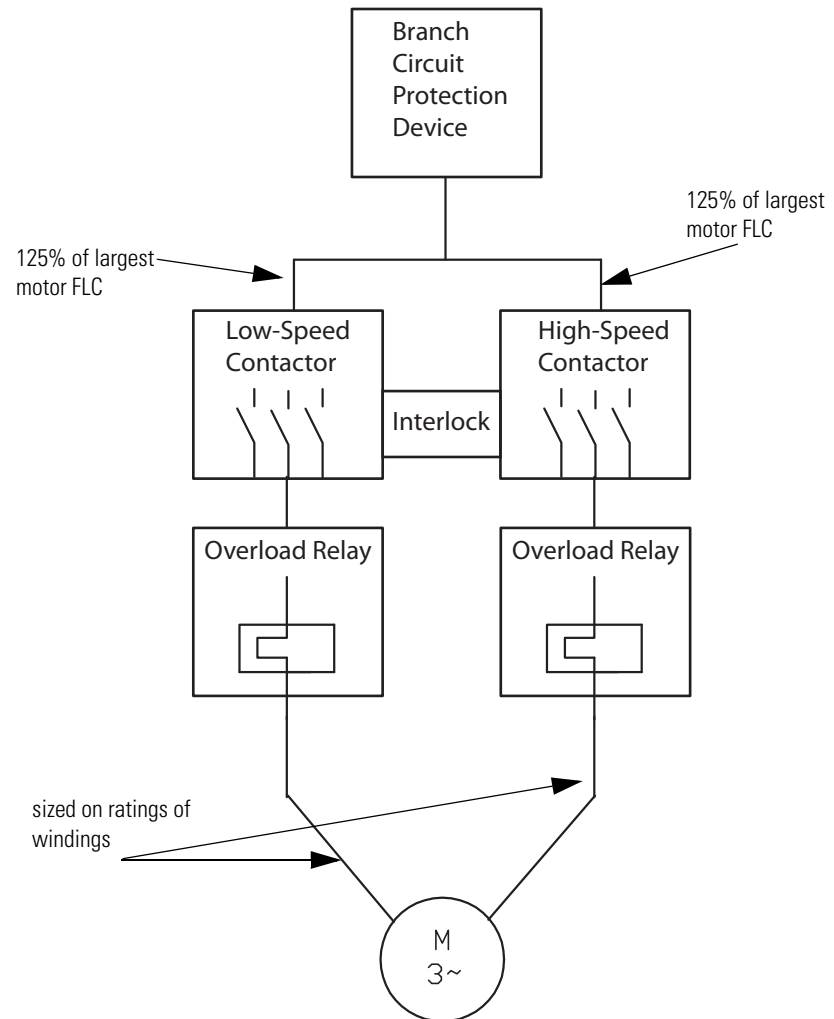 Branch
Circuit
Protection
Device
125% of largest
motor FLC
125% of largest
motor FLC
Low-Speed
Contactor
Interlock
High-Speed
Contactor
Overload Relay
Overload Relay
sized on ratings of
windings
M
3~